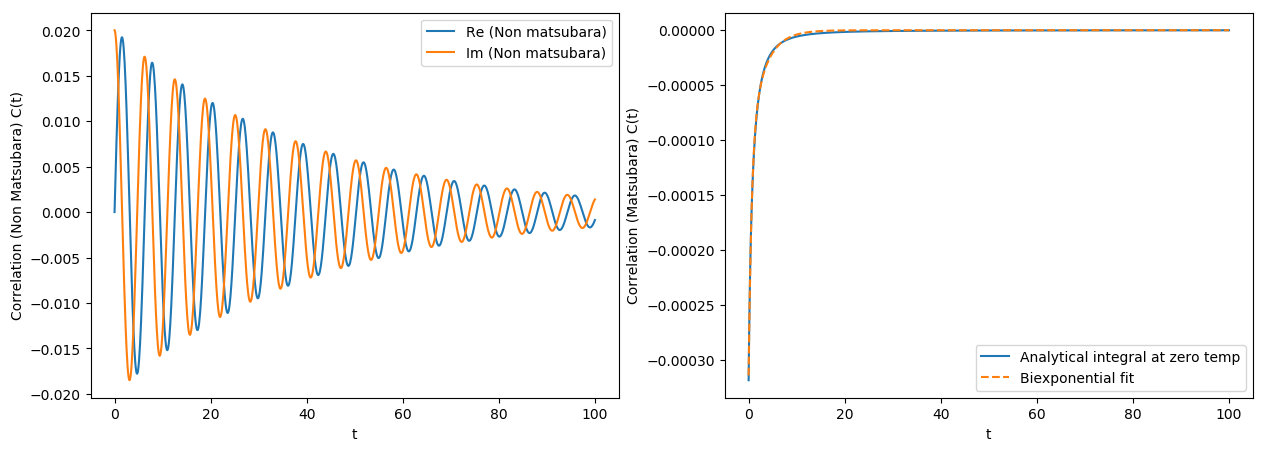 Correlation (Non Matsubara) C(t)
0.020
0.015
0.010
0.005
0.000
−0.005
−0.010
−0.015
−0.020
0 20 40 60 80 100
t
Re (Non matsubara)
Im (Non matsubara)
Correlation (Matsubara) C(t)
0.00000
−0.00005
−0.00010
−0.00015
−0.00020
−0.00025
−0.00030
0 20 40 60 80 100
t
Analytical integral at zero temp
Biexponential fit